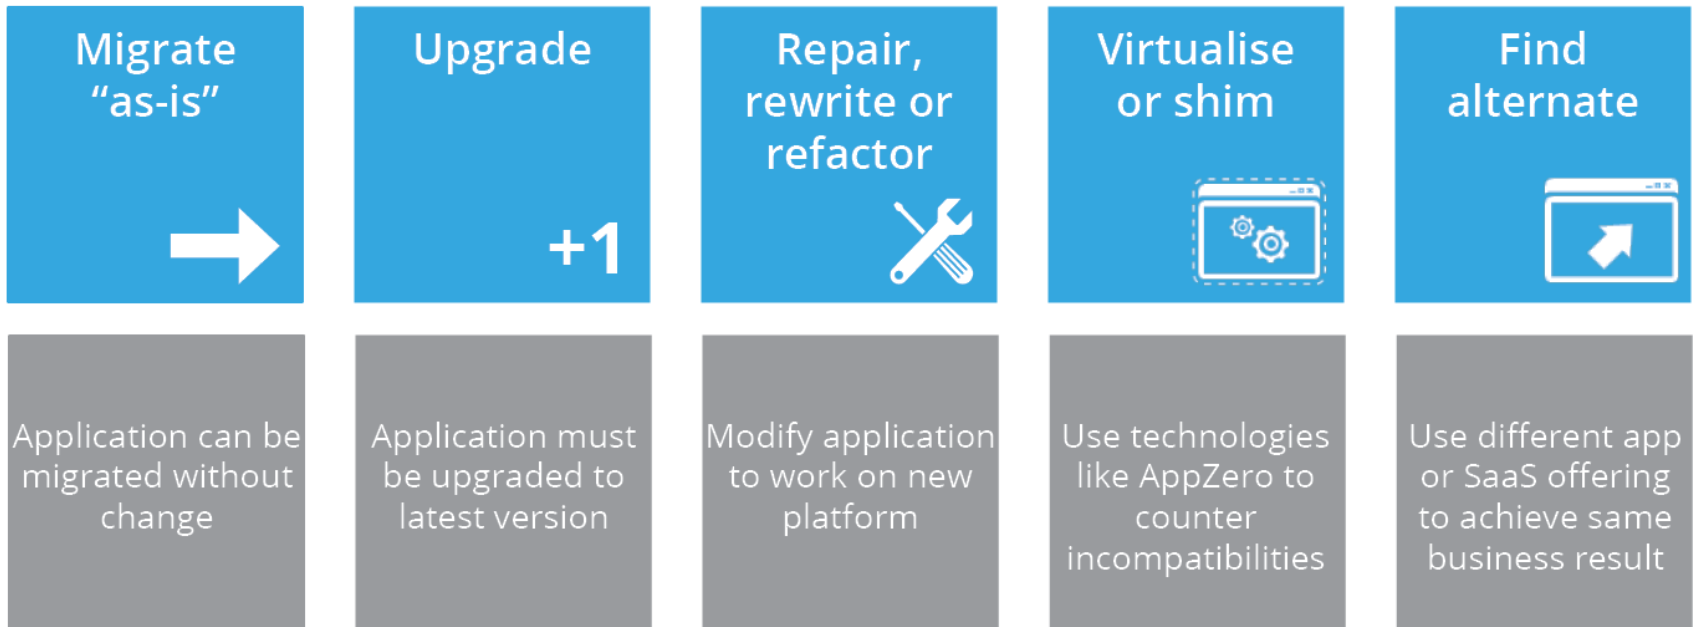 Migrate
“as-is”
Upgrade
+1
Repair,
rewrite or
refactor
Virtualise
or shim
Find
alternate
Application can be
migrated without
change
Application must
be upgraded to
latest version
Modify application
to work on new
platform
Use technologies
like AppZero to
counter
incompatibilities
Use different app
or SaaS offering
to achieve same
business result